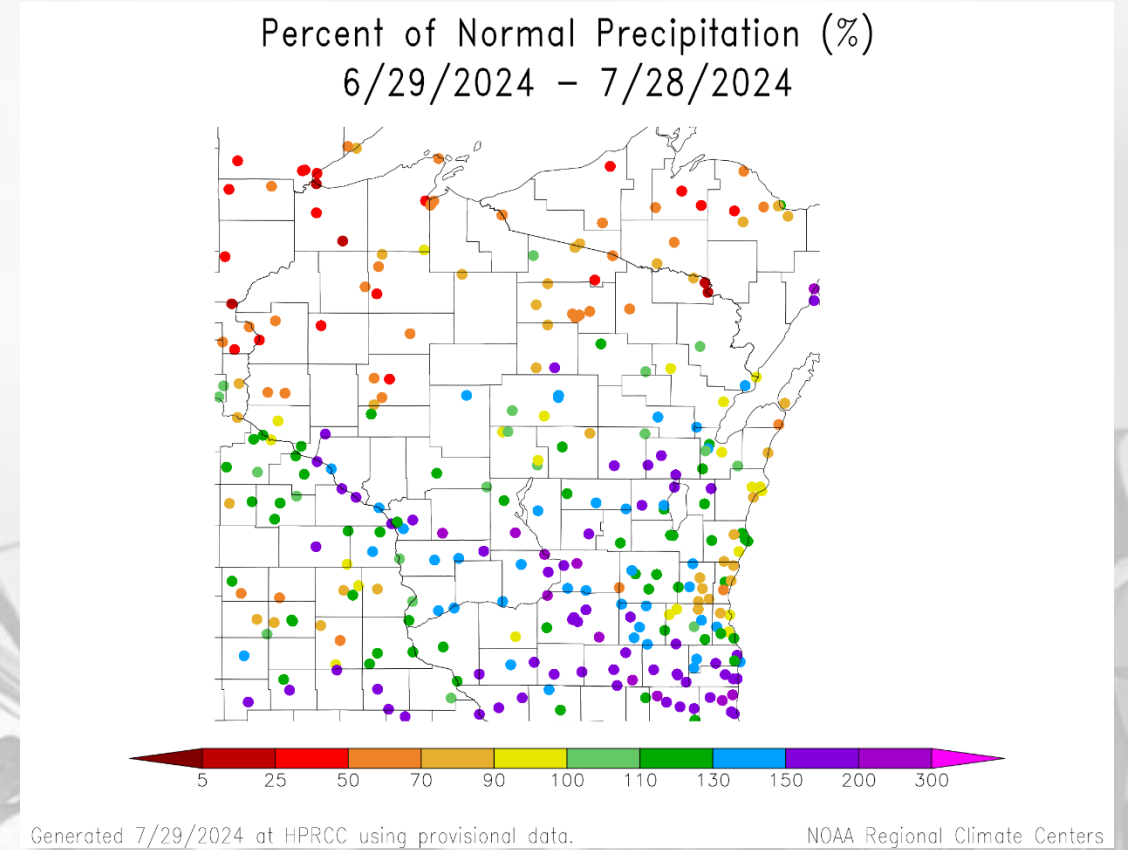 Percent of Normal Precipitation (%)
6/29/2024 – 7/28/2024
5 25 50 70 90 100 110 130 150 200 300
Generated 7/29/2024 at HPRCC using provisional data. NOAA Regional Climate Centers